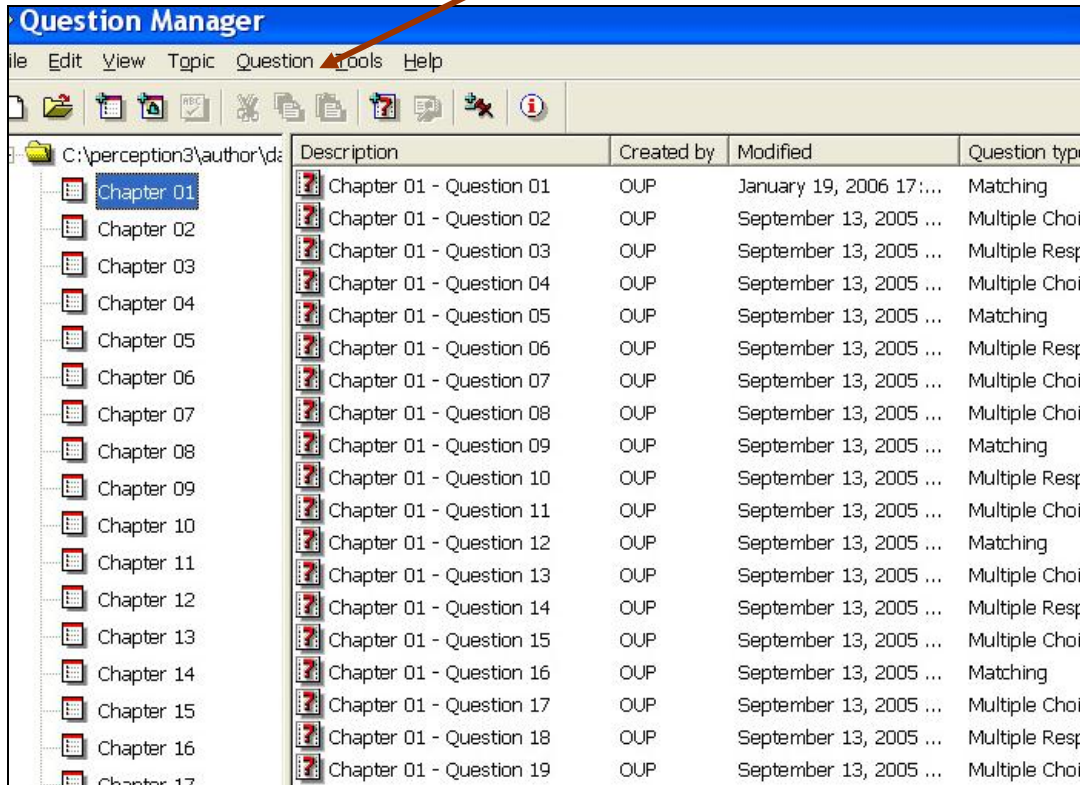 Question Manager
ile Edit View Topic Question Tools Help
ABC
C:\perception3\author\da
Chapter 01
Chapter 02
Chapter 03
Chapter 04
Chapter 05
Chapter 06
Chapter 07
Chapter 08
Chapter 09
Chapter 10
Chapter 11
Chapter 12
Chapter 13
Chapter 14
Chapter 15
Chapter 16
Chapter 17
Description Created by Modified Question type
Chapter 01 - Question 01 OUP January 19, 2006 17:... Matching
Chapter 01 - Question 02 OUP September 13, 2005 ... Multiple Choi
Chapter 01 - Question 03 OUP September 13, 2005 ... Multiple Resp
Chapter 01 - Question 04 OUP September 13, 2005 ... Multiple Choi
Chapter 01 - Question 05 OUP September 13, 2005 ... Matching
Chapter 01 - Question 06 OUP September 13, 2005 ... Multiple Resp
Chapter 01 - Question 07 OUP September 13, 2005 ... Multiple Choi
Chapter 01 - Question 08 OUP September 13, 2005 ... Multiple Choi
Chapter 01 - Question 09 OUP September 13, 2005 ... Matching
Chapter 01 - Question 10 OUP September 13, 2005 ... Multiple Resp
Chapter 01 - Question 11 OUP September 13, 2005 ... Multiple Choi
Chapter 01 - Question 12 OUP September 13, 2005 ... Matching
Chapter 01 - Question 13 OUP September 13, 2005 ... Multiple Choi
Chapter 01 - Question 14 OUP September 13, 2005 ... Multiple Resp
Chapter 01 - Question 15 OUP September 13, 2005 ... Multiple Choi
Chapter 01 - Question 16 OUP September 13, 2005 ... Matching
Chapter 01 - Question 17 OUP September 13, 2005 ... Multiple Choi
Chapter 01 - Question 18 OUP September 13, 2005 ... Multiple Resp
Chapter 01 - Question 19 OUP September 13, 2005 ... Multiple Choi